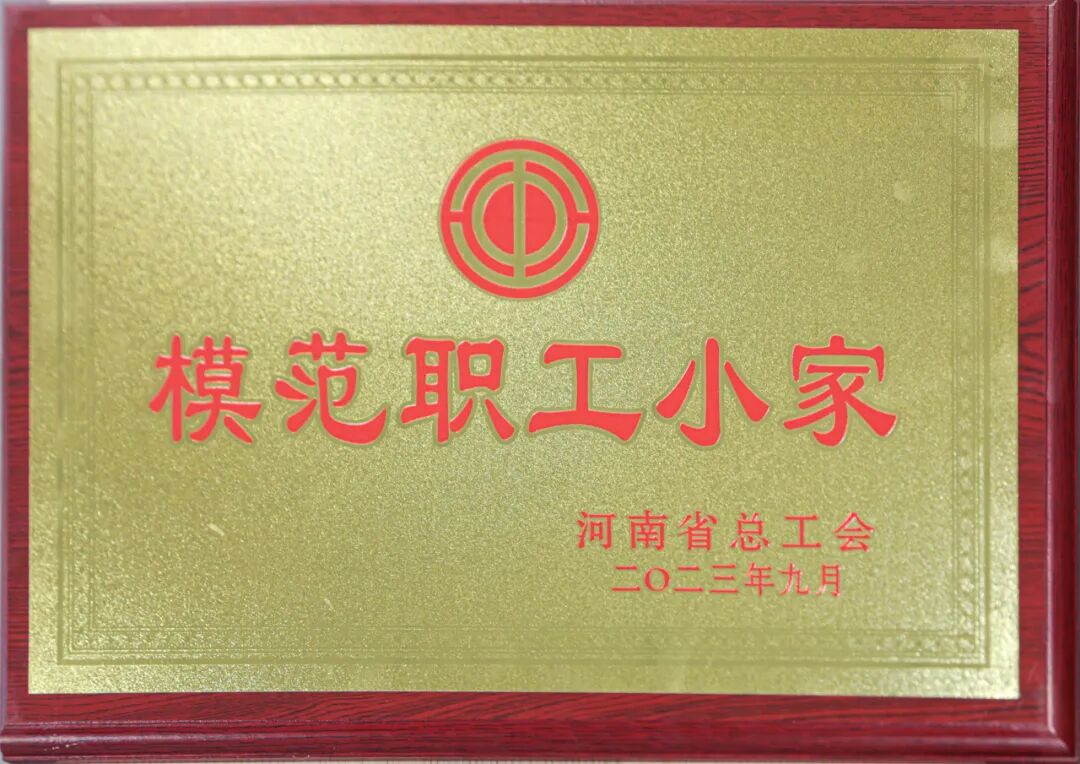 模范职工小家
河南省总工会
二〇二三年九月